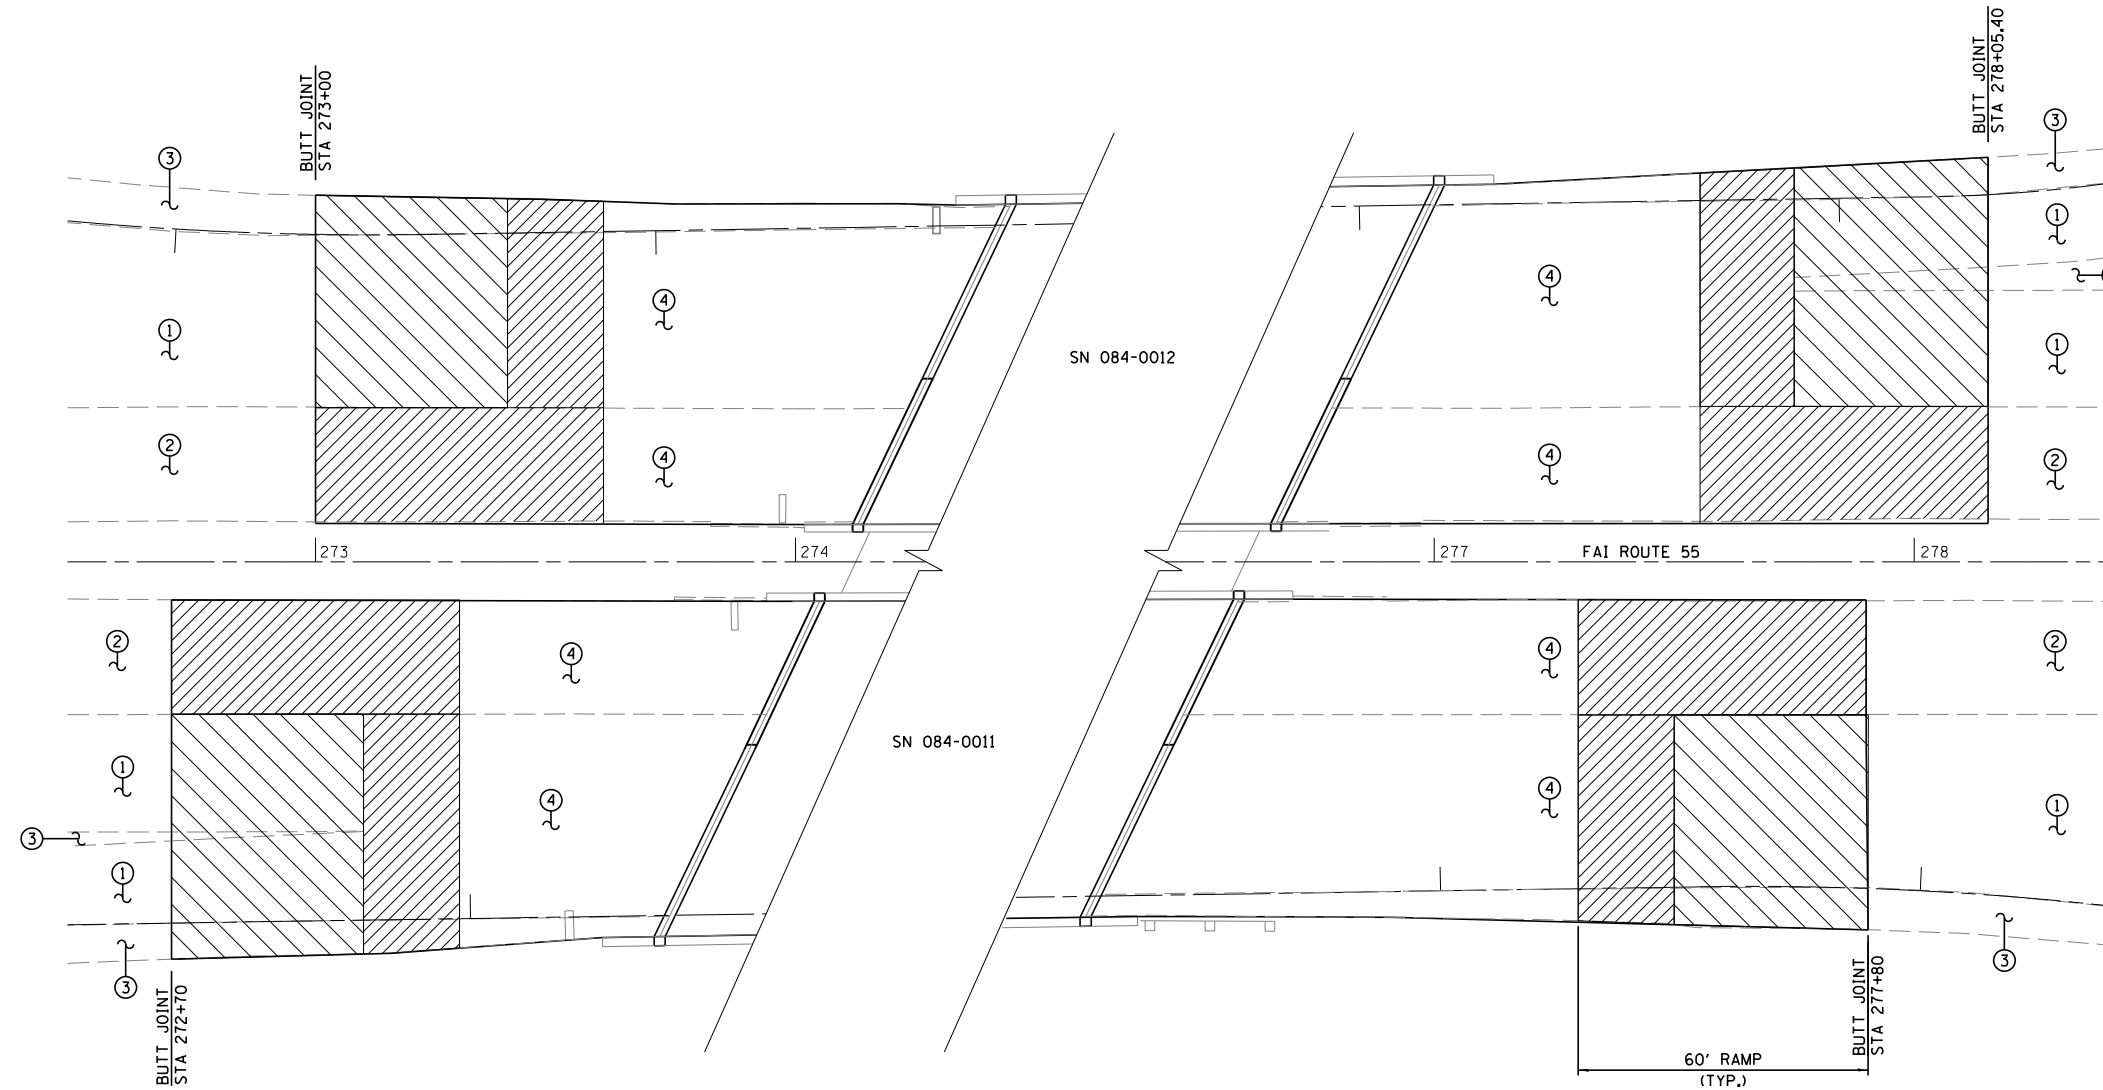 BUTT JOINT
STA 273+00
BUTT JOINT
STA 278+05.40
3
3
1
4
4
1
SN 084-0012
1
1
2
4
4
2
273
274
277
FAI ROUTE 55
278
2
4
4
2
SN 084-0011
1
4
4
1
3
1
3
3
BUTT JOINT
STA 272+70
BUTT JOINT
STA 277+80
60' RAMP
(TYP.)